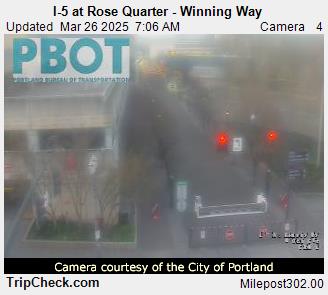 I-5 at Rose Quarter - Winning Way
Updated Mar 26 2025 7:06 AM Camera 4
PBOT
PORTLAND BUREAU OF TRANSPORTATION
Camera courtesy of the City of Portland
TripCheck.com Milepost302.00